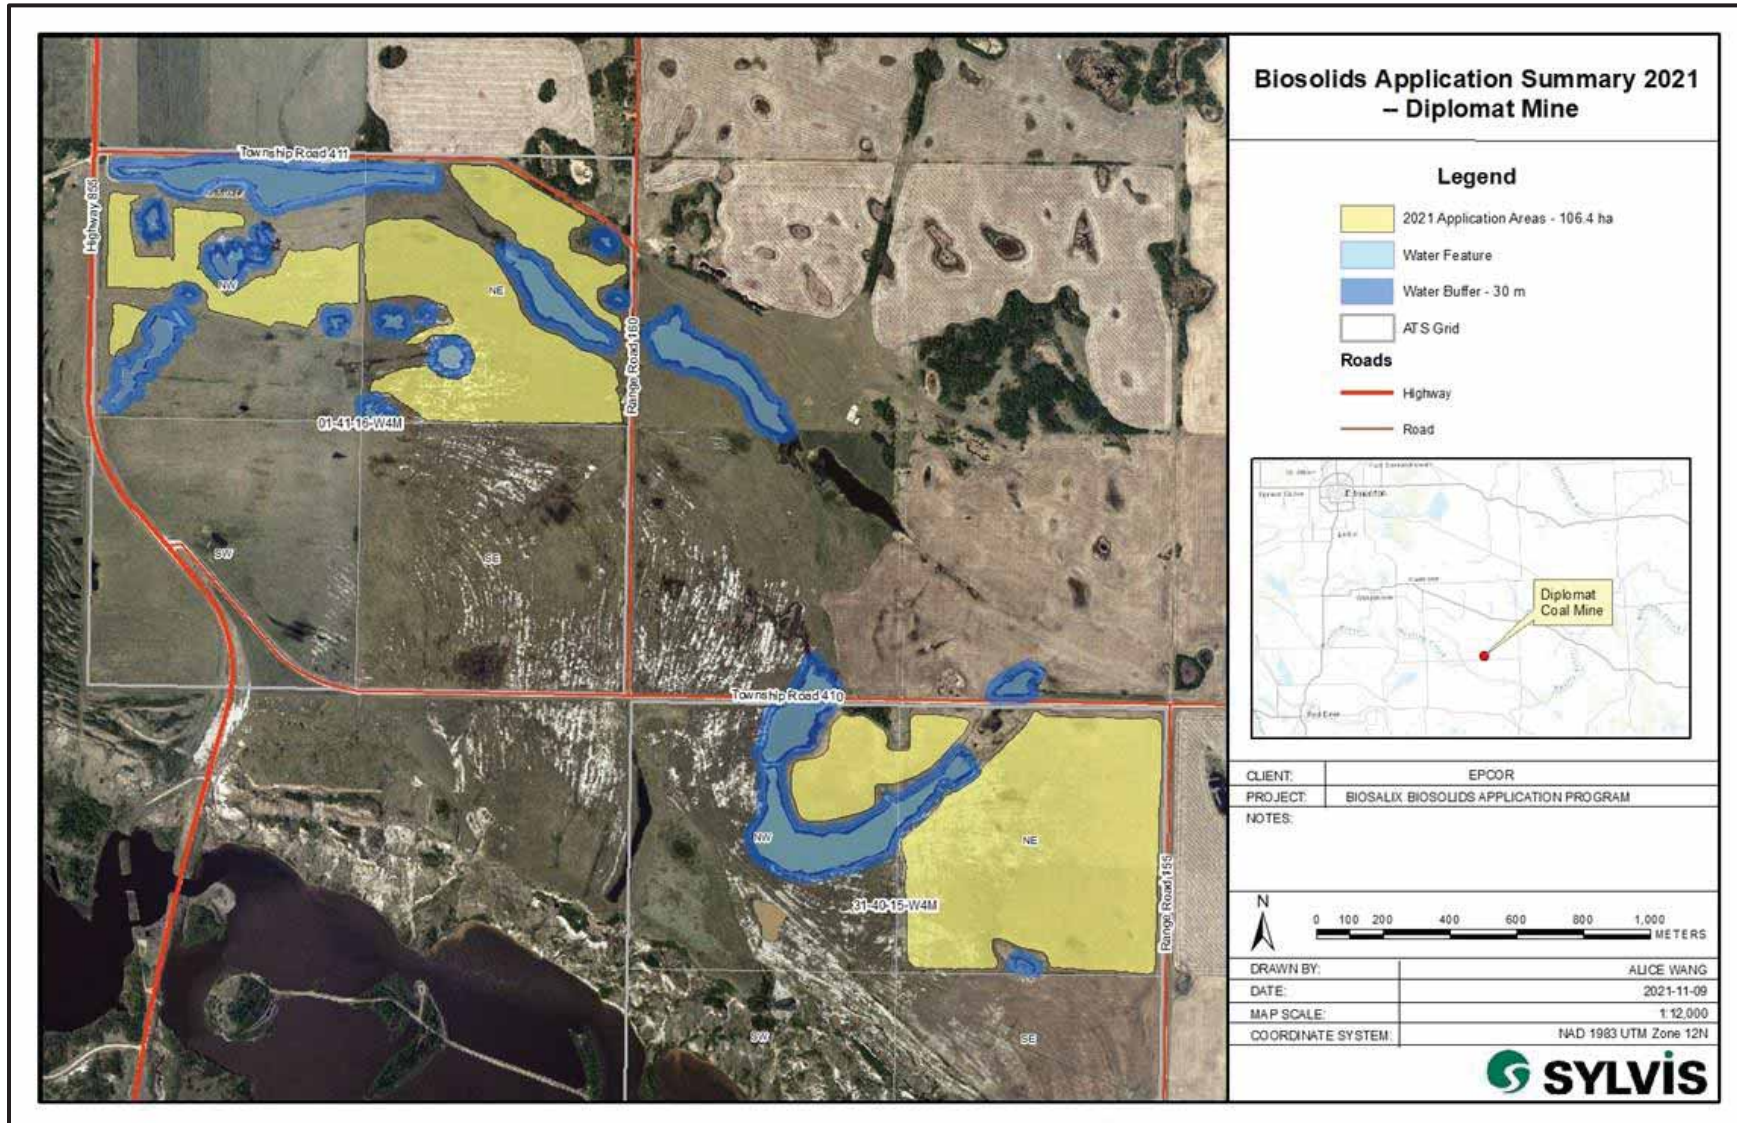 Biosolids Application Summary 2021
– Diplomat Mine
Legend
2021 Application Areas - 106.4 ha
Water Feature
Water Buffer - 30 m
ATS Grid
Roads
Highway
Road
Edmonton
Diplomat
Coal Mine
CLIENT: EPCOR
PROJECT: BIOSALIX BIOSOLIDS APPLICATION PROGRAM
NOTES:
N
0 100 200 400 600 800 1,000
METERS
DRAWN BY: ALICE WANG
DATE: 2021-11-09
MAP SCALE: 1:12,000
COORDINATE SYSTEM: NAD 1983 UTM Zone 12N
SYLVIS
Township Road 411
Highway 855
NW
NE
Range Road 160
01-41-16-W4M
SW
SE
Township Road 410
NW
NE
31-40-15-W4M
Range Road 155
SW
SE